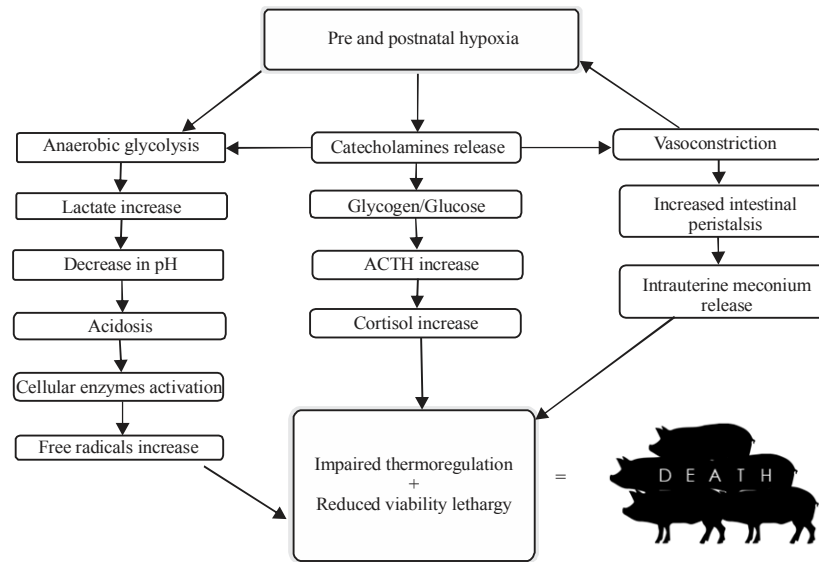 Pre and postnatal hypoxia
Anaerobic glycolysis
Catecholamines release
Vasoconstriction
Lactate increase
Glycogen/Glucose
Increased intestinal
peristalsis
Decrease in pH
ACTH increase
Intrauterine meconium
release
Acidosis
Cortisol increase
Cellular enzymes activation
Free radicals increase
Impaired thermoregulation
+
Reduced viability lethargy
=
DEATH